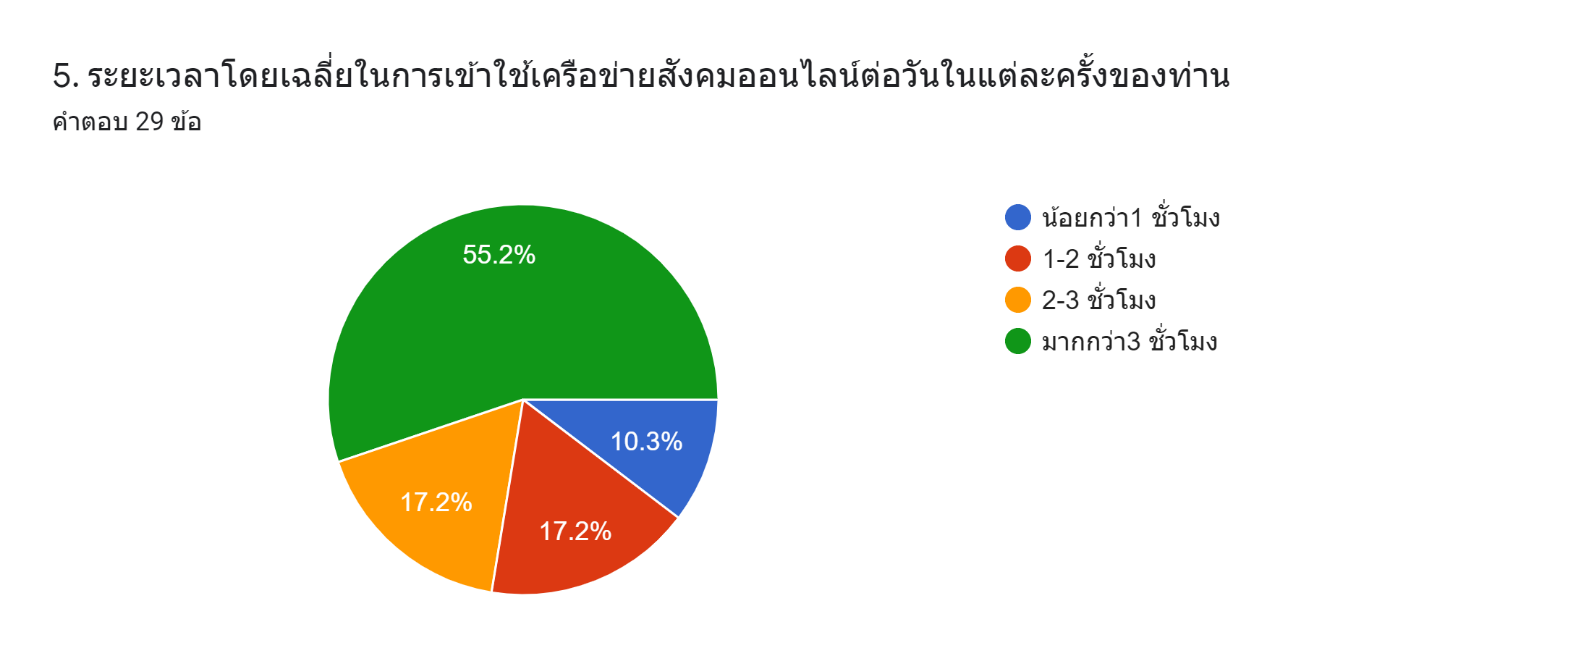 5. ระยะเวลาโดยเฉลี่ยในการเข้าใช้เครือข่ายสังคมออนไลน์ต่อวันในแต่ละครั้งของท่าน
คำตอบ 29 ข้อ
น้อยกว่า1 ชั่วโมง
1-2 ชั่วโมง
2-3 ชั่วโมง
มากกว่า3 ชั่วโมง
55.2%
10.3%
17.2%
17.2%